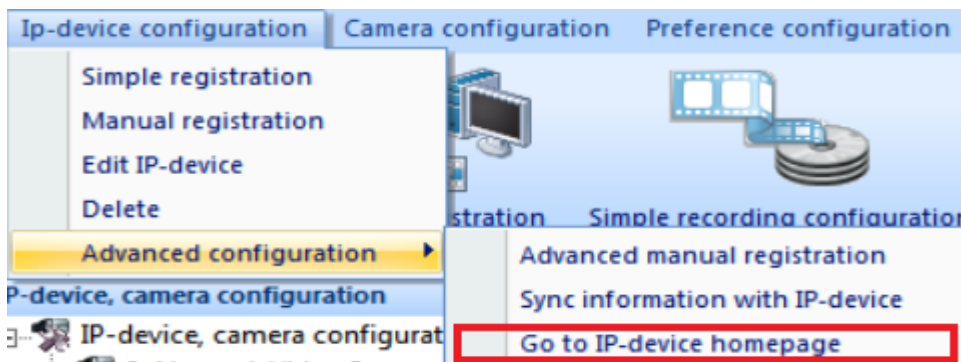 Ip-device configuration Camera configuration Preference configuration
Simple registration
Manual registration
Edit IP-device
Delete
stration Simple recording configuration
Advanced configuration
Advanced manual registration
P-device, camera configuration
Sync information with IP-device
IP-device, camera configurat
Go to IP-device homepage